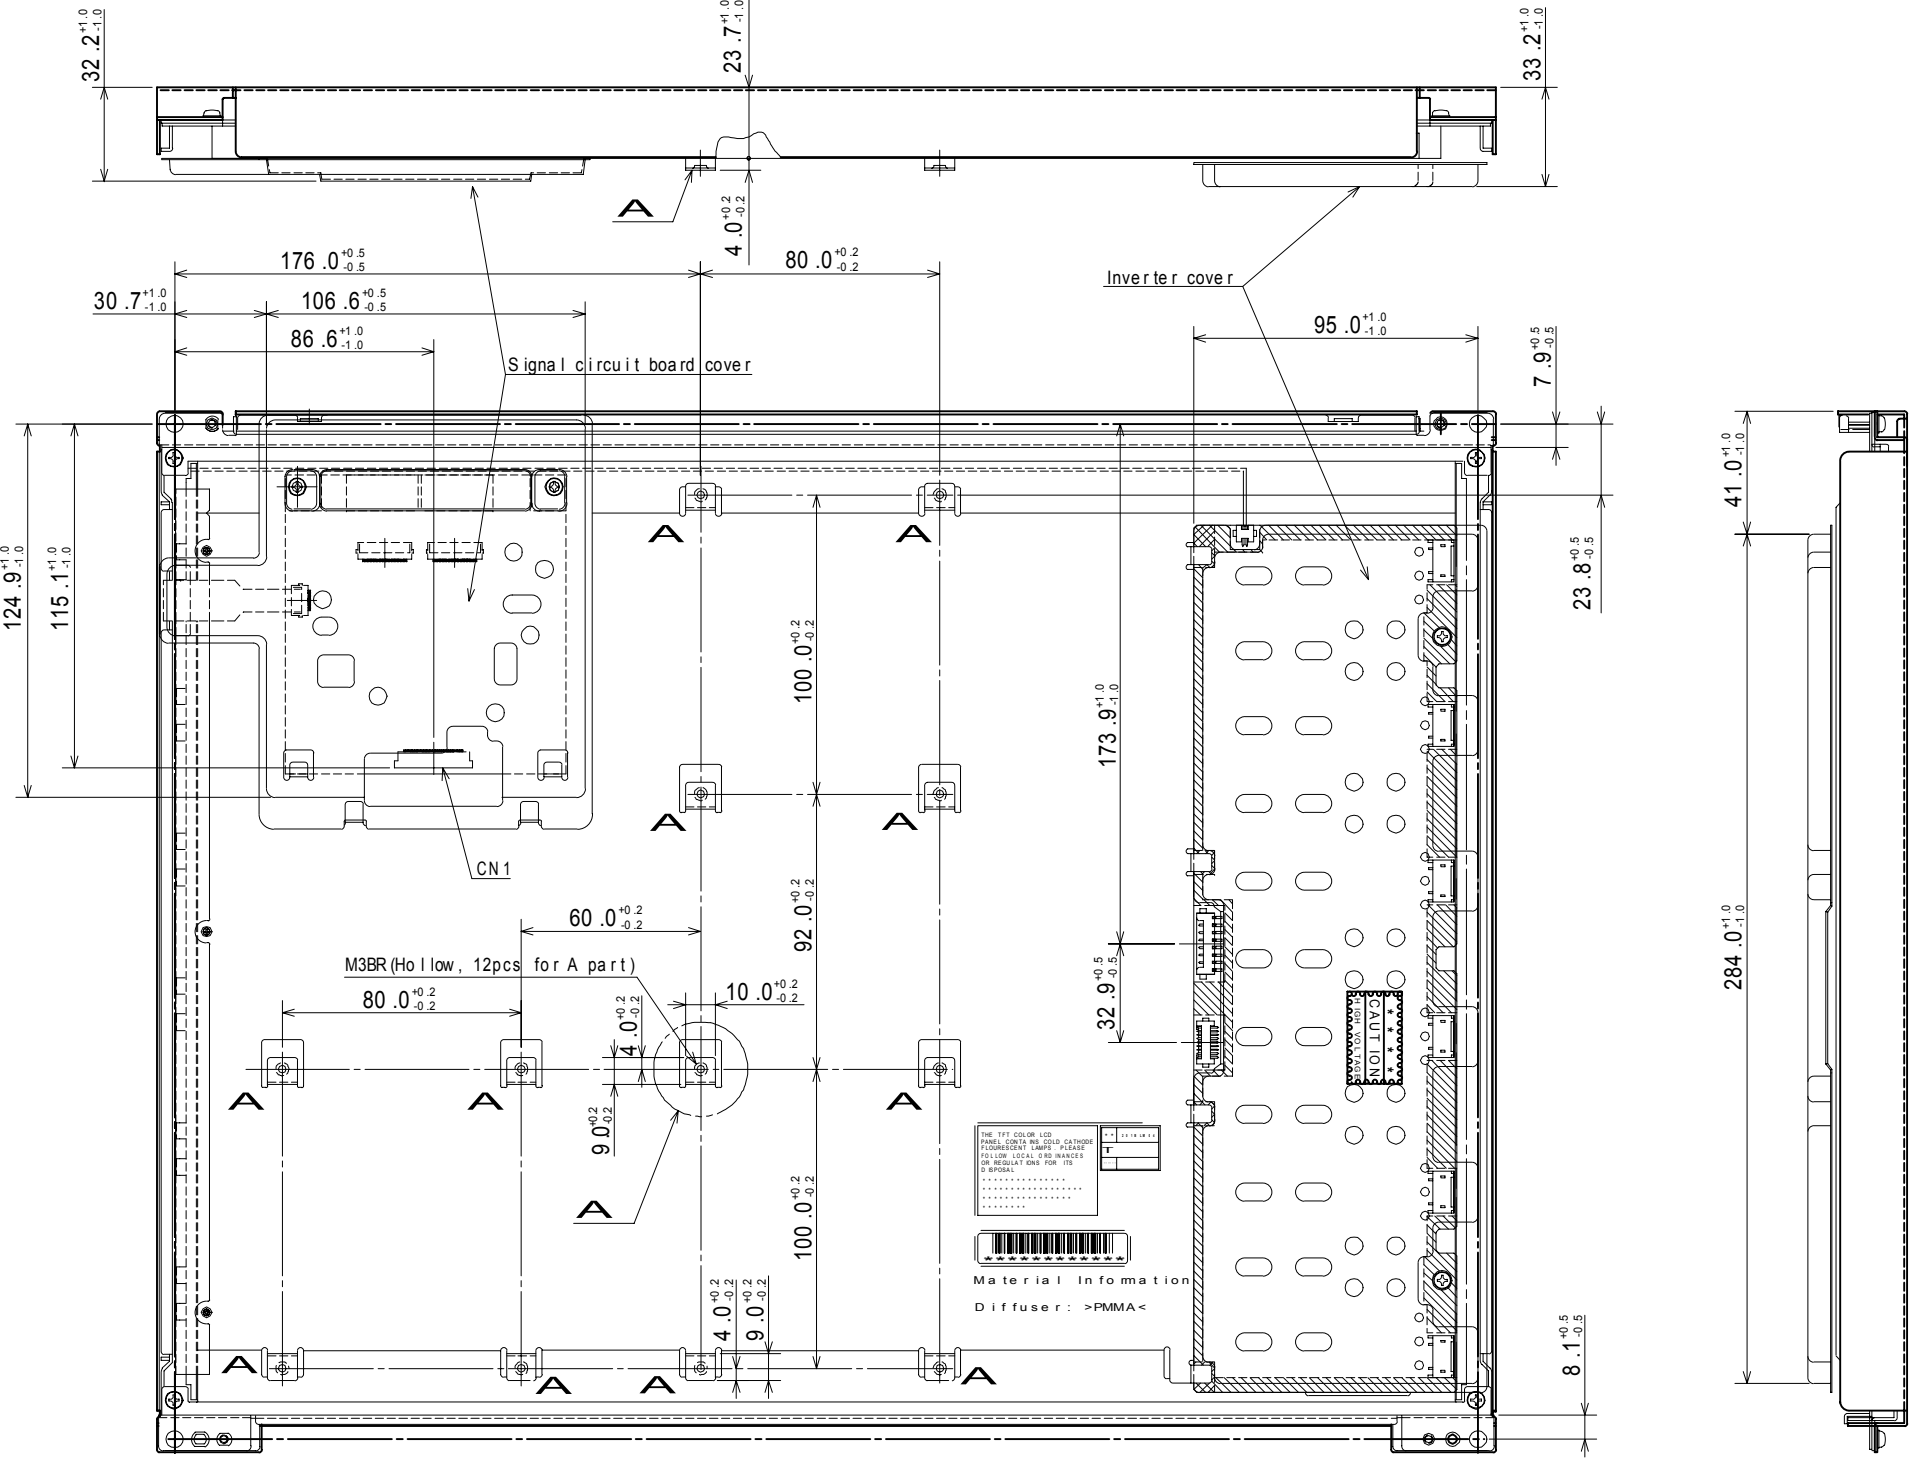 32.2+1.0-1.0
23.7+1.0-1.0
33.2+1.0-1.0
A
4.0+0.2-0.2
176.0+0.5-0.5
80.0+0.2-0.2
Inverter cover
30.7+1.0-1.0
106.6+0.5-0.5
95.0+1.0-1.0
86.6+1.0-1.0
7.9+0.5-0.5
Signal circuit board cover
A
A
41.0+1.0-1.0
124.9+1.0-1.0
115.1+1.0-1.0
23.8+0.5-0.5
100.0+0.2-0.2
173.9+1.0-1.0
A
A
CN1
92.0+0.2-0.2
60.0+0.2-0.2
M3BR(Hollow, 12pcs for A part)
80.0+0.2-0.2
10.0+0.2-0.2
4.0+0.2-0.2
32.9+0.5-0.5
284.0+1.0-1.0
CAUTION
HIGH VOLTAGE
A
A
A
9.0+0.2-0.2
THE TFT COLOR LCD
PANEL CONTAINS COLD CATHODE
FLOURESCENT LAMPS. PLEASE
FOLLOW LOCAL ORDINANCES
OR REGULATIONS FOR ITS
DISPOSAL
A
100.0+0.2-0.2
Material Information
Diffuser: >PMMA<
4.0+0.2-0.2
9.0+0.2-0.2
8.1+0.5-0.5
A
A
A
A